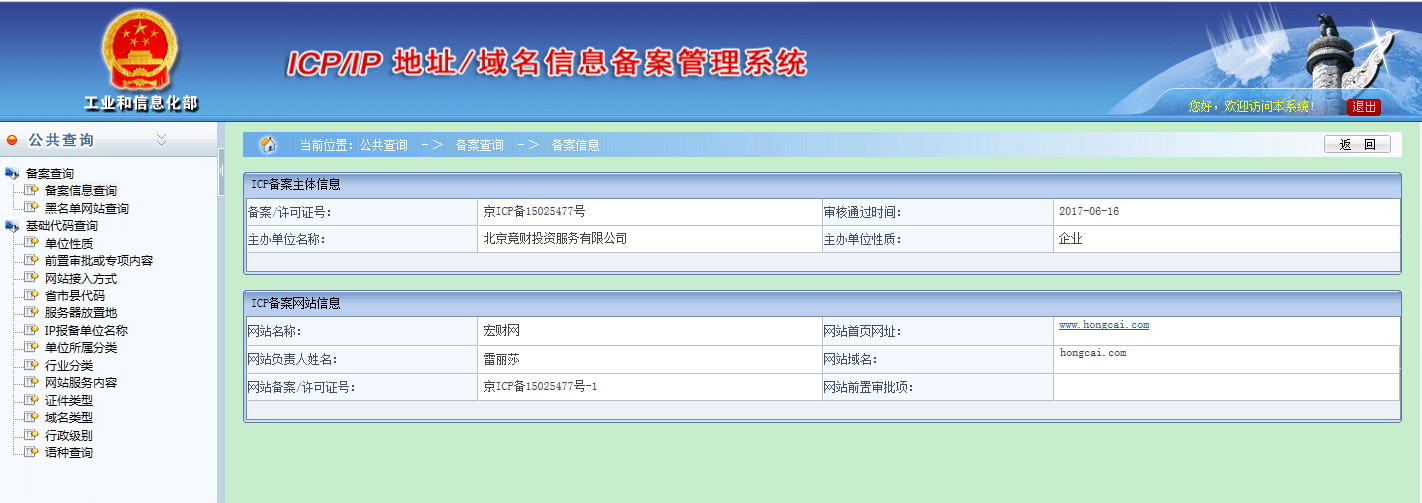 ICP/IP 地址/域名信息备案管理系统
工业和信息化部
您好，欢迎访问本系统！
退出
公共查询
当前位置：公共查询 -> 备案查询 -> 备案信息
返 回
备案查询
备案信息查询
黑名单网站查询
基础代码查询
单位性质
前置审批或专项内容
网站接入方式
省市县代码
服务器放置地
IP报备单位名称
单位所属分类
行业分类
网站服务内容
证件类型
域名类型
行政级别
语种查询
ICP备案主体信息
备案/许可证号： 京ICP备15025477号 审核通过时间： 2017-06-16
主办单位名称： 北京竟财投资服务有限公司 主办单位性质： 企业
ICP备案网站信息
网站名称： 宏财网 网站首页网址： www.hongcai.com
网站负责人姓名： 雷丽莎 网站域名： hongcai.com
网站备案/许可证号： 京ICP备15025477号-1 网站前置审批项：